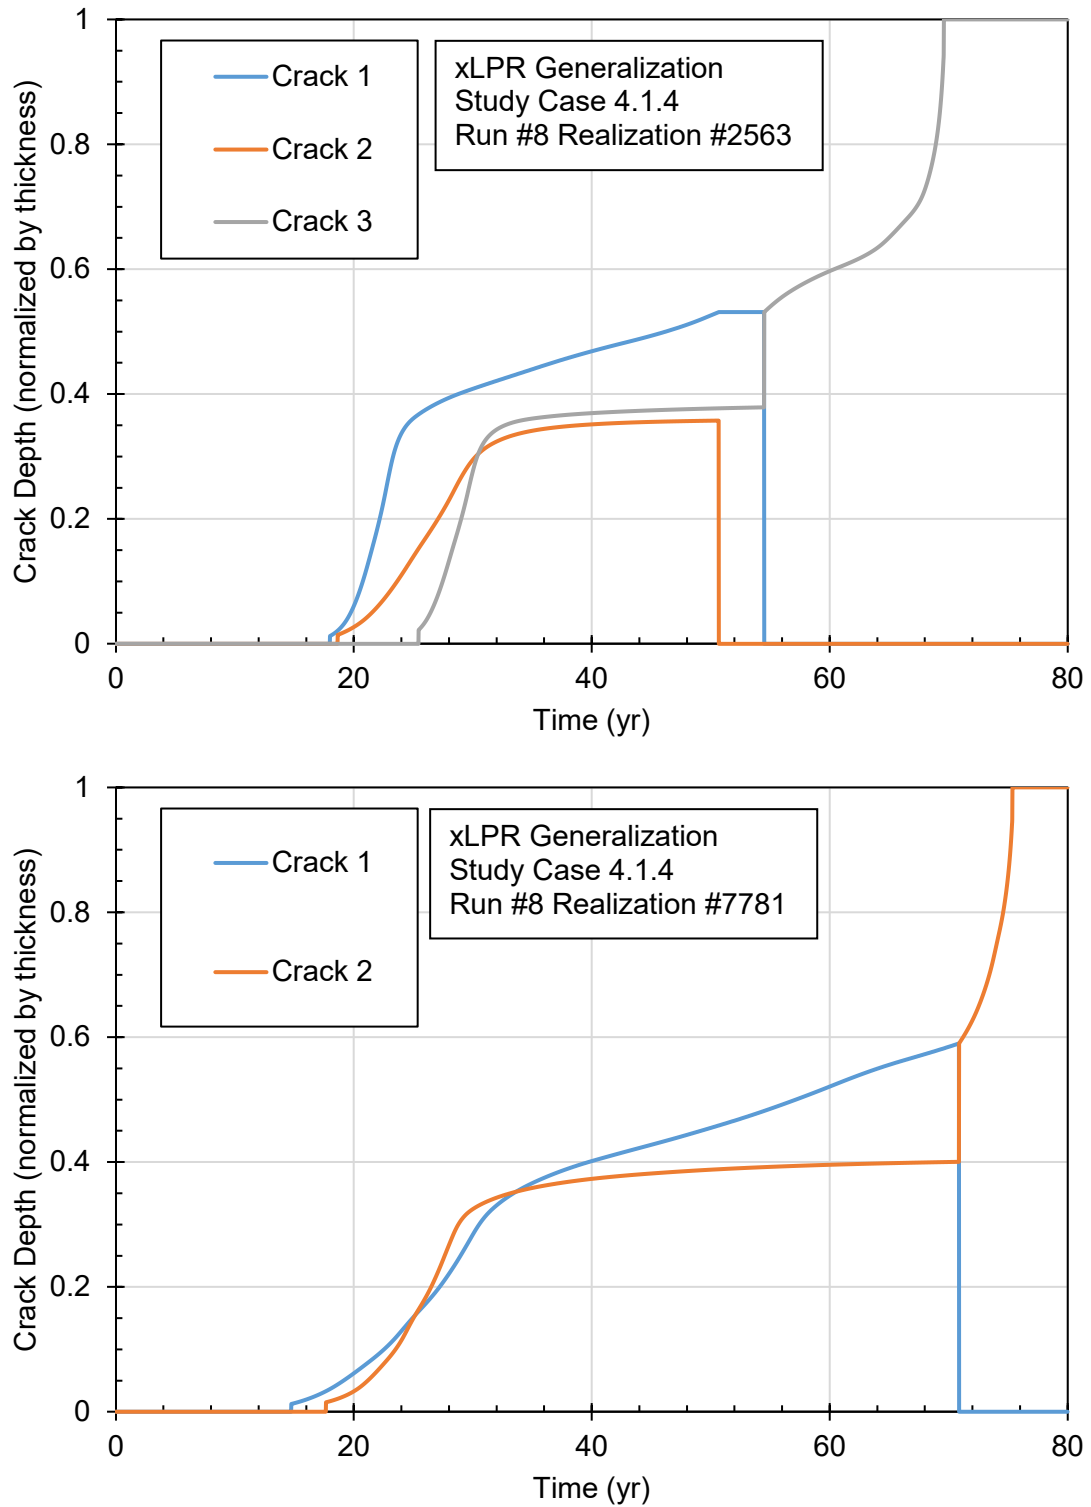 1
0.8
0.6
0.4
0.2
0
Crack Depth (normalized by thickness)
Crack 1
Crack 2
Crack 3
xLPR Generalization
Study Case 4.1.4
Run #8 Realization #2563
0 20 40 60 80
Time (yr)
1
0.8
0.6
0.4
0.2
0
Crack Depth (normalized by thickness)
Crack 1
Crack 2
xLPR Generalization
Study Case 4.1.4
Run #8 Realization #7781
0 20 40 60 80
Time (yr)